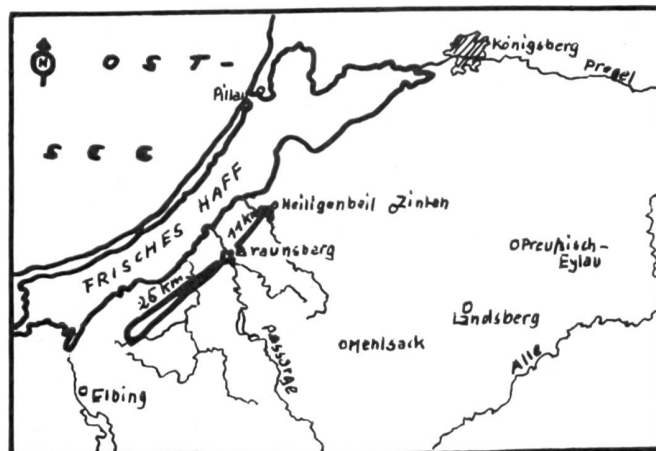 N
OST-
SEE
Königsberg
Pregel
Pillau
FRISCHES HAFF
Heiligenbeil
Zinten
11 km
Braunsberg
26 km
Preußisch-
Eylau
Landsberg
Mehlsack
Passarge
Alle
Elbing